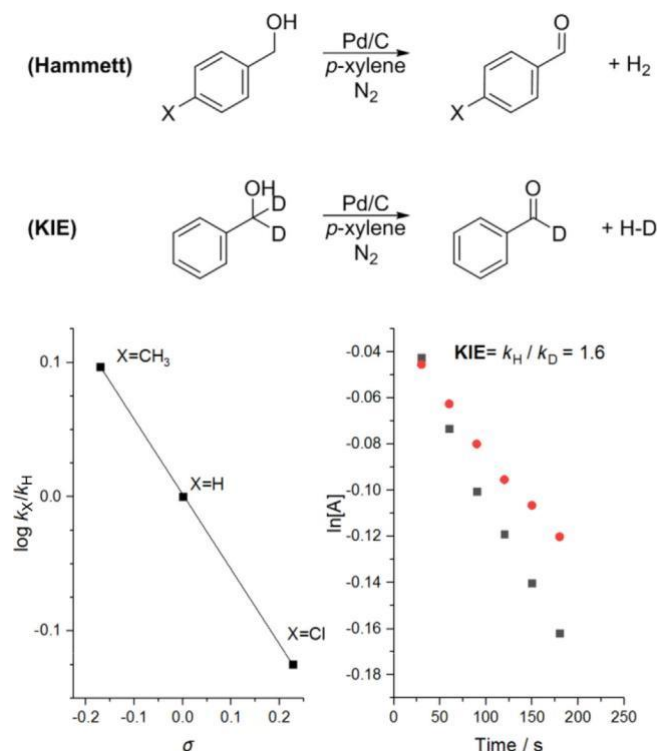 (Hammett)
OH
X
Pd/C
p-xylene
N2
O
X
+ H2
(KIE)
OH
D
D
Pd/C
p-xylene
N2
O
D
+ H-D
log kX/kH
0.1
0.0
-0.1
X=CH3
X=H
X=Cl
-0.2 -0.1 0.0 0.1 0.2
σ
ln[A]
-0.04
-0.06
-0.08
-0.10
-0.12
-0.14
-0.16
-0.18
KIE= kH / kD = 1.6
0 50 100 150 200 250
Time / s